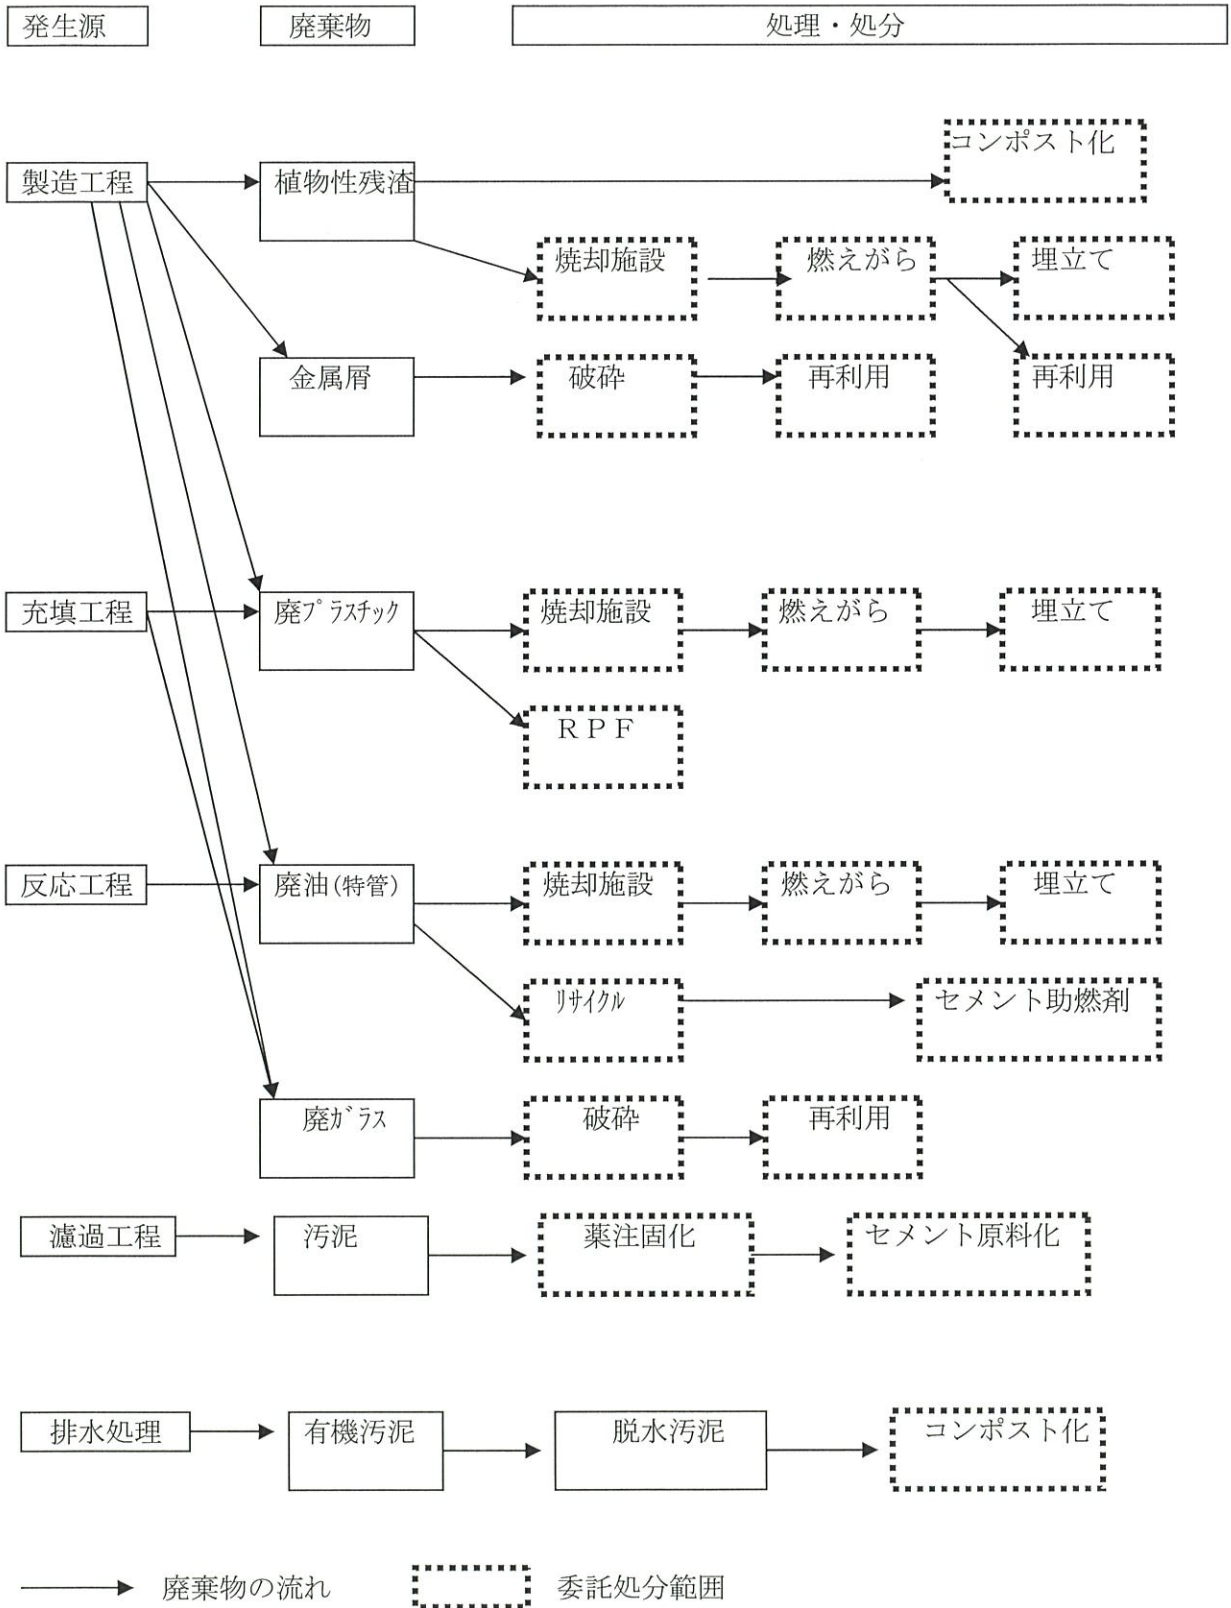 発生源
廃棄物
処理・処分
コンポスト化
製造工程
植物性残渣
焼却施設
燃えがら
埋立て
金属屑
破砕
再利用
再利用
充填工程
廃ﾌﾟﾗｽﾁｯｸ
焼却施設
燃えがら
埋立て
ＲＰＦ
反応工程
廃油(特管)
焼却施設
燃えがら
埋立て
ﾘｻｲｸﾙ
セメント助燃剤
廃ｶﾞﾗｽ
破砕
再利用
濾過工程
汚泥
薬注固化
セメント原料化
排水処理
有機汚泥
脱水汚泥
コンポスト化
廃棄物の流れ
委託処分範囲